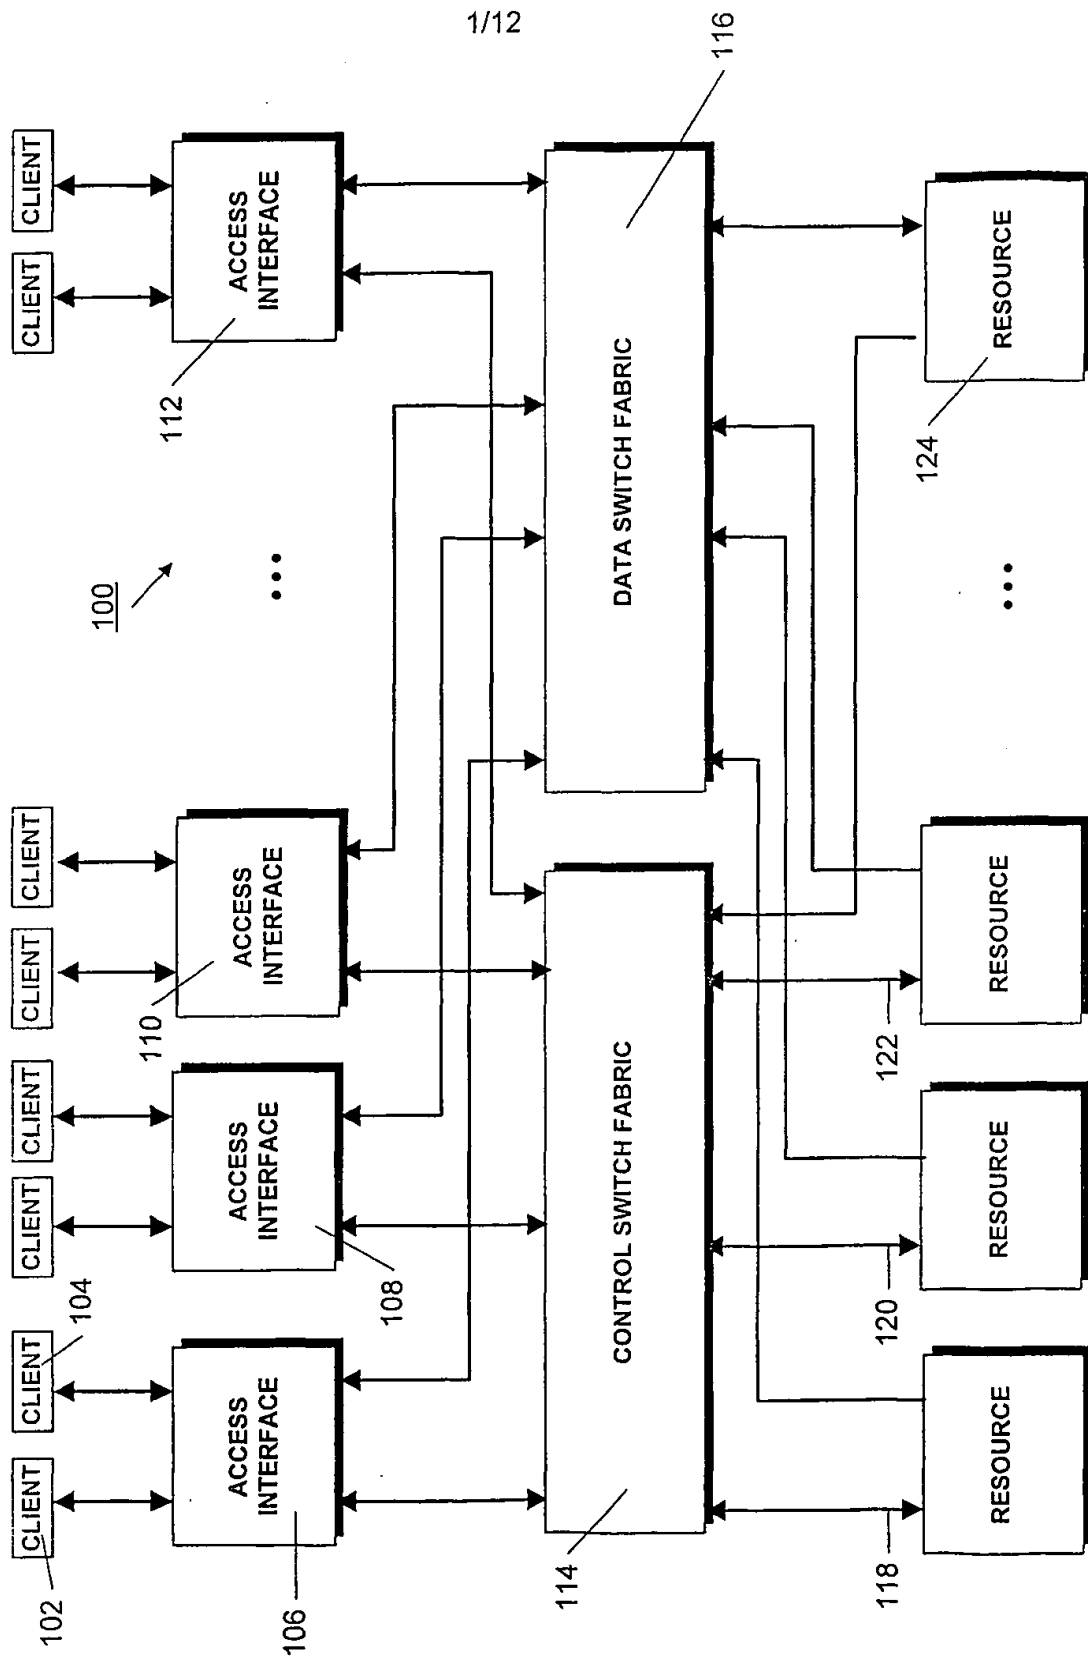 1/12
CLIENT
CLIENT
CLIENT
CLIENT
CLIENT
CLIENT
CLIENT
CLIENT
102
104
100
ACCESS
INTERFACE
ACCESS
INTERFACE
ACCESS
INTERFACE
ACCESS
INTERFACE
106
108
110
112
...
CONTROL SWITCH FABRIC
DATA SWITCH FABRIC
114
116
118
120
122
124
RESOURCE
RESOURCE
RESOURCE
...
RESOURCE